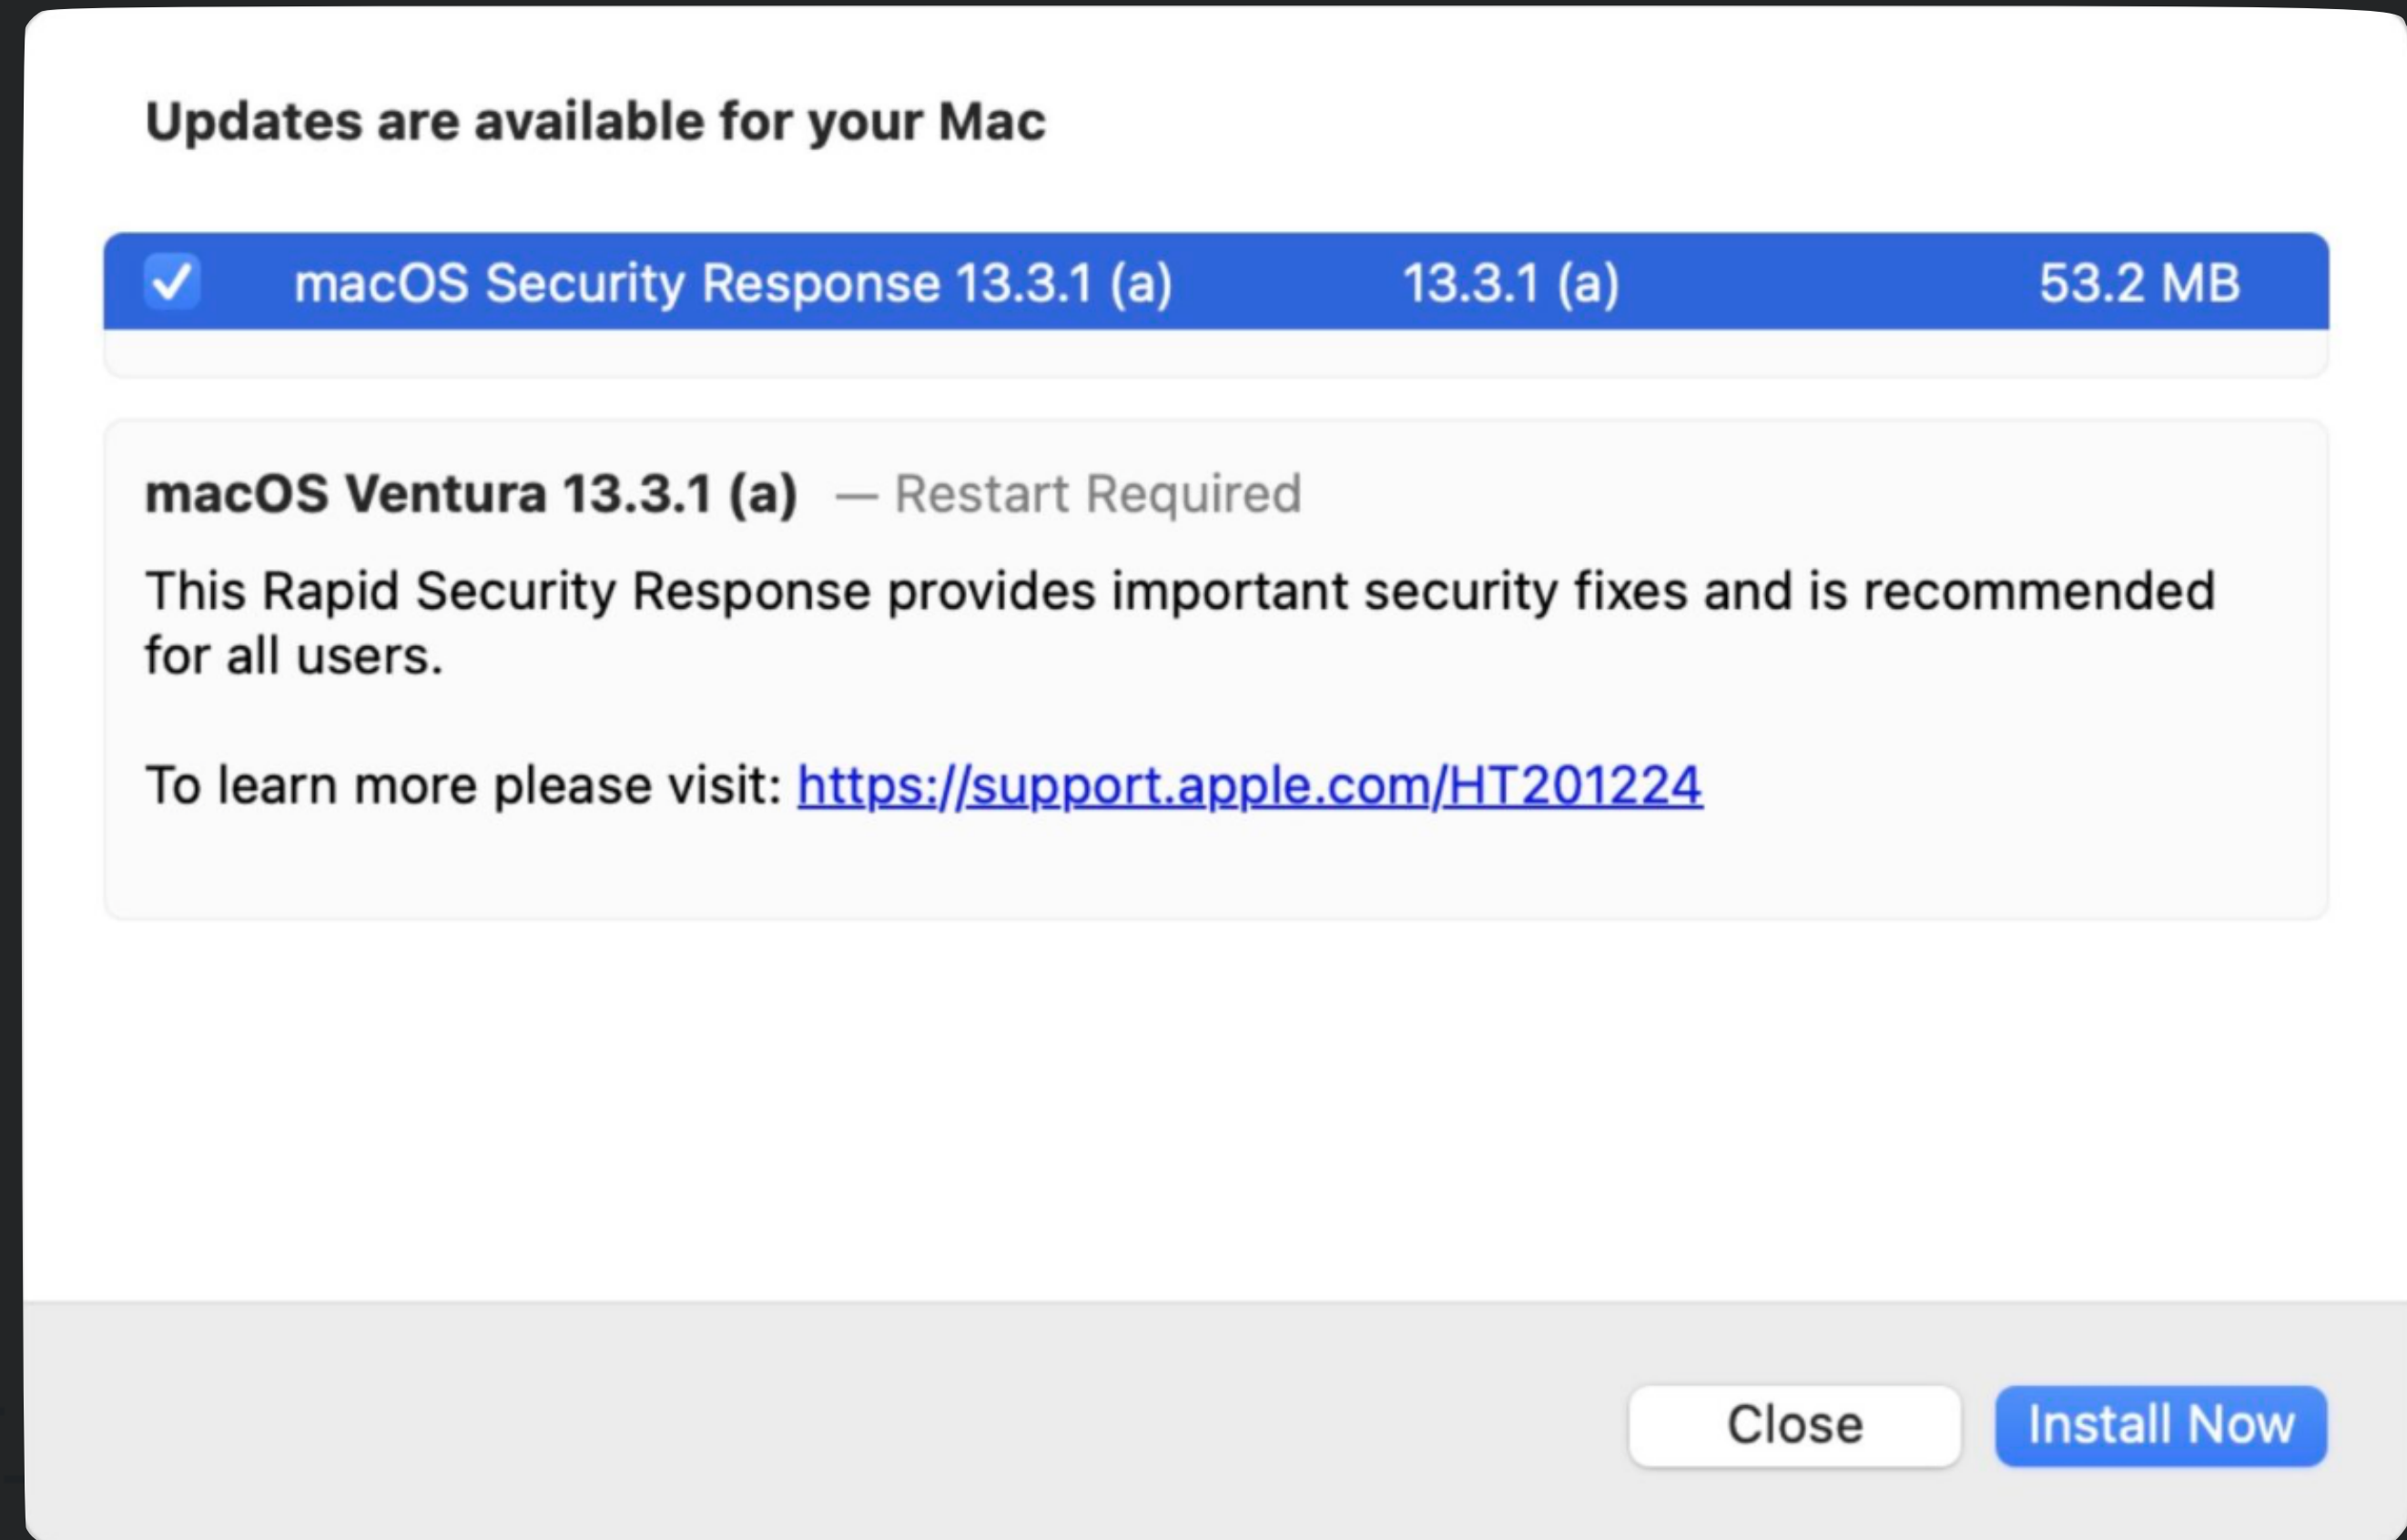 Updates are available for your Mac
macOS Security Response 13.3.1 (a) 13.3.1 (a) 53.2 MB
macOS Ventura 13.3.1 (a) — Restart Required
This Rapid Security Response provides important security fixes and is recommended
for all users.
To learn more please visit: https://support.apple.com/HT201224
Close Install Now